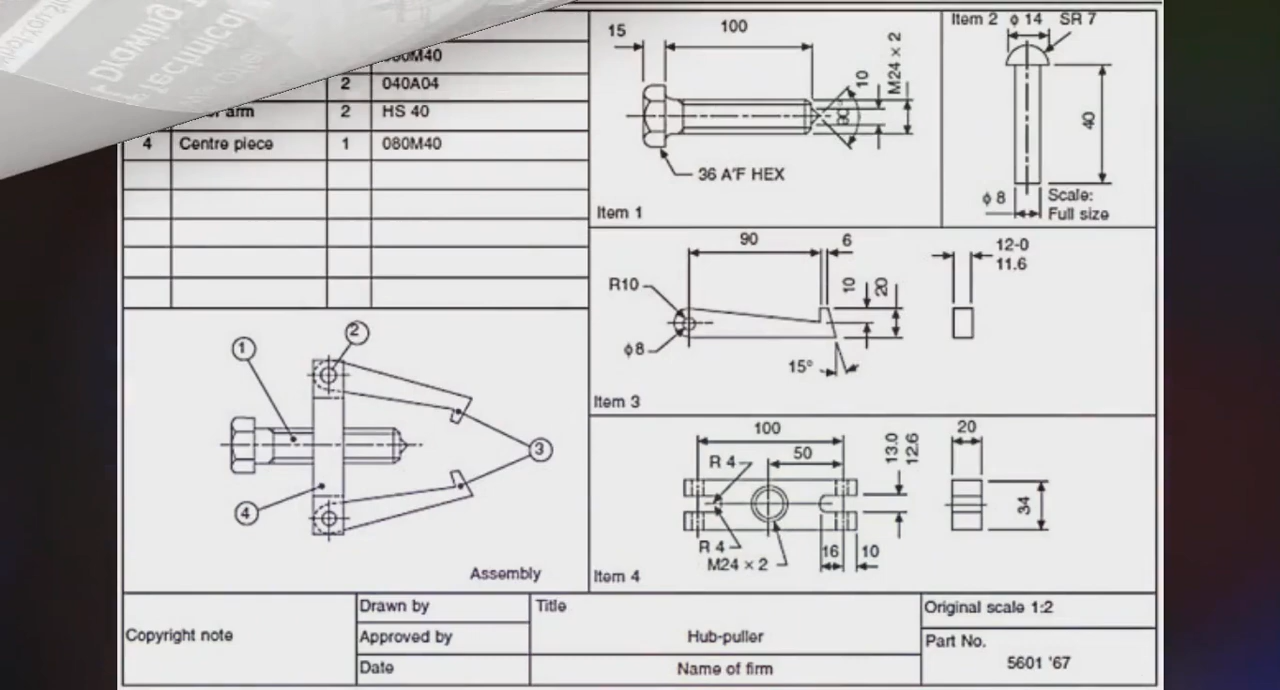 Drawing
Technical
080M40
2 040A04
arm 2 HS 40
4 Centre piece 1 080M40
15
100
10
M24 × 2
90°
36 A'F HEX
Item 1
Item 2 ϕ 14 SR 7
40
ϕ 8
Scale:
Full size
90
6
R10
ϕ8
10
20
15°
12-0
11.6
Item 3
100
50
R 4
R 4
M24 × 2
13.0
12.6
16
10
20
34
Item 4
1
2
3
4
Assembly
Copyright note
Drawn by
Approved by
Date
Title
Hub-puller
Name of firm
Original scale 1:2
Part No.
5601 '67